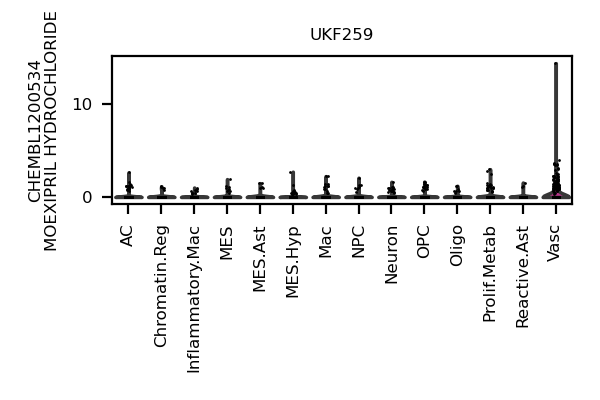 UKF259
CHEMBL1200534
MOEXIPRIL HYDROCHLORIDE
10
0
AC
Chromatin.Reg
Inflammatory.Mac
MES
MES.Ast
MES.Hyp
Mac
NPC
Neuron
OPC
Oligo
Prolif.Metab
Reactive.Ast
Vasc